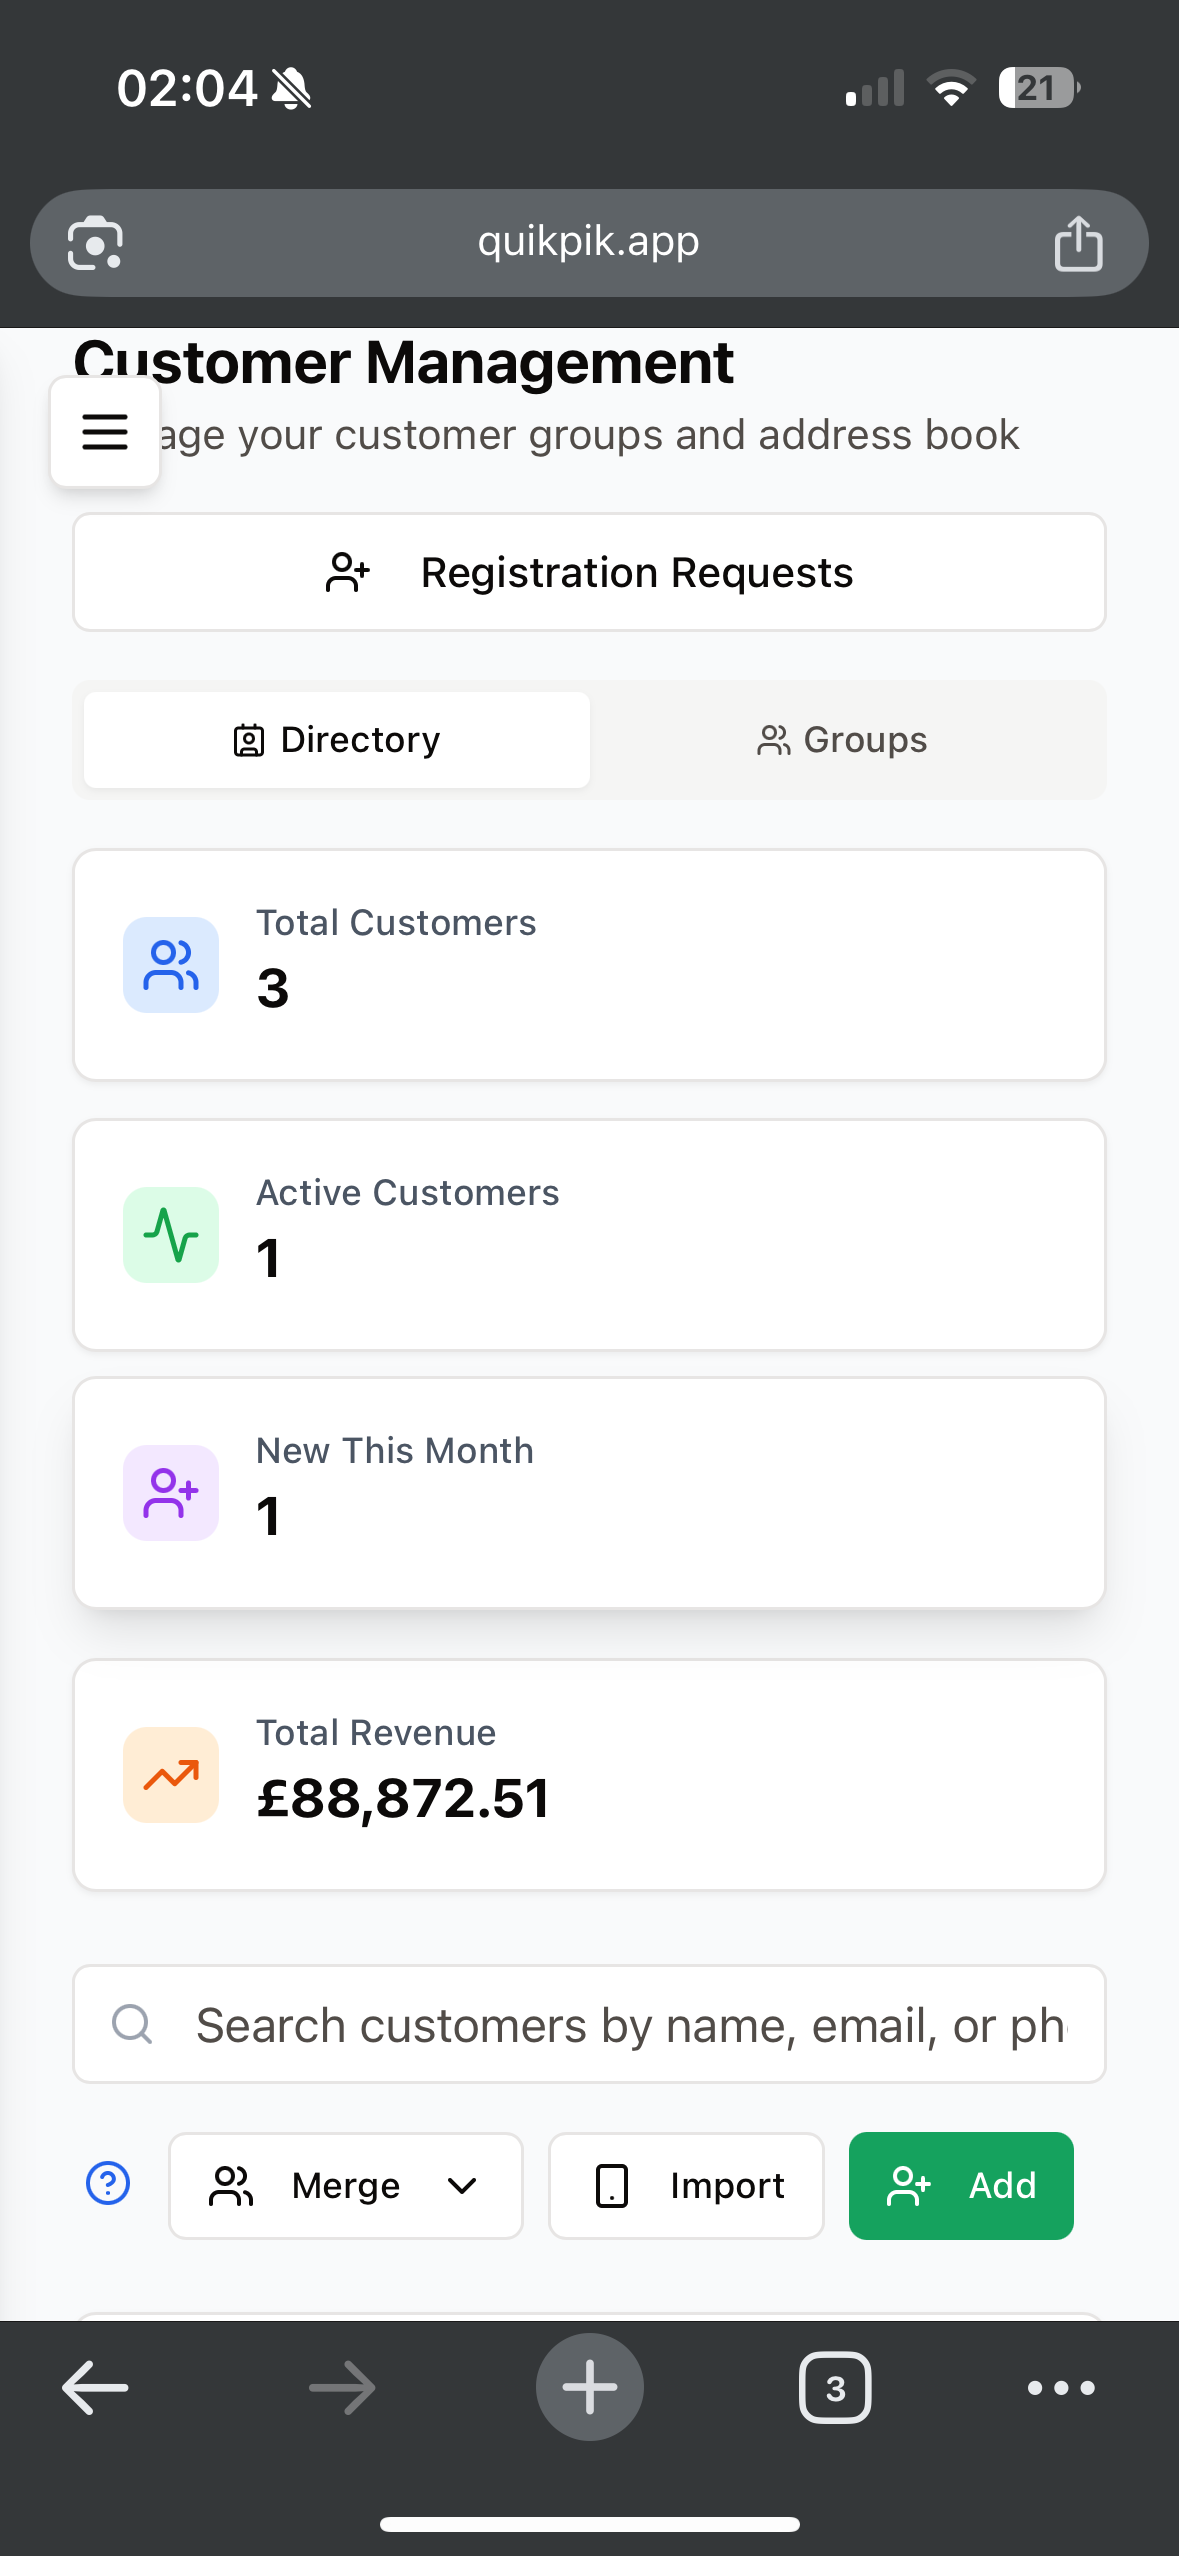 02:04
21
quikpik.app
Customer Management
age your customer groups and address book
Registration Requests
Directory
Groups
Total Customers
3
Active Customers
1
New This Month
1
Total Revenue
£88,872.51
Search customers by name, email, or ph
Merge
Import
Add
3